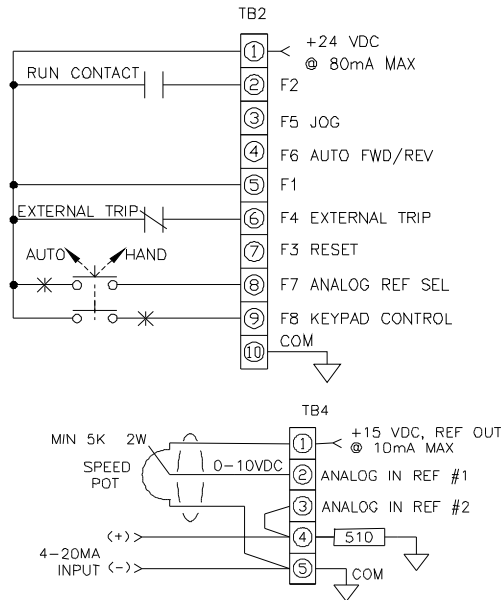 TB2
1
+24 VDC
@ 80mA MAX
RUN CONTACT
2
F2
3
F5 JOG
4
F6 AUTO FWD/REV
5
F1
EXTERNAL TRIP
6
F4 EXTERNAL TRIP
7
F3 RESET
AUTO
HAND
8
F7 ANALOG REF SEL
9
F8 KEYPAD CONTROL
10
COM
TB4
1
+15 VDC, REF OUT
@ 10mA MAX
MIN 5K 2W
SPEED
POT
0-10VDC
2
ANALOG IN REF #1
3
ANALOG IN REF #2
(+)
4
510
4-20MA
INPUT (-)
5
COM